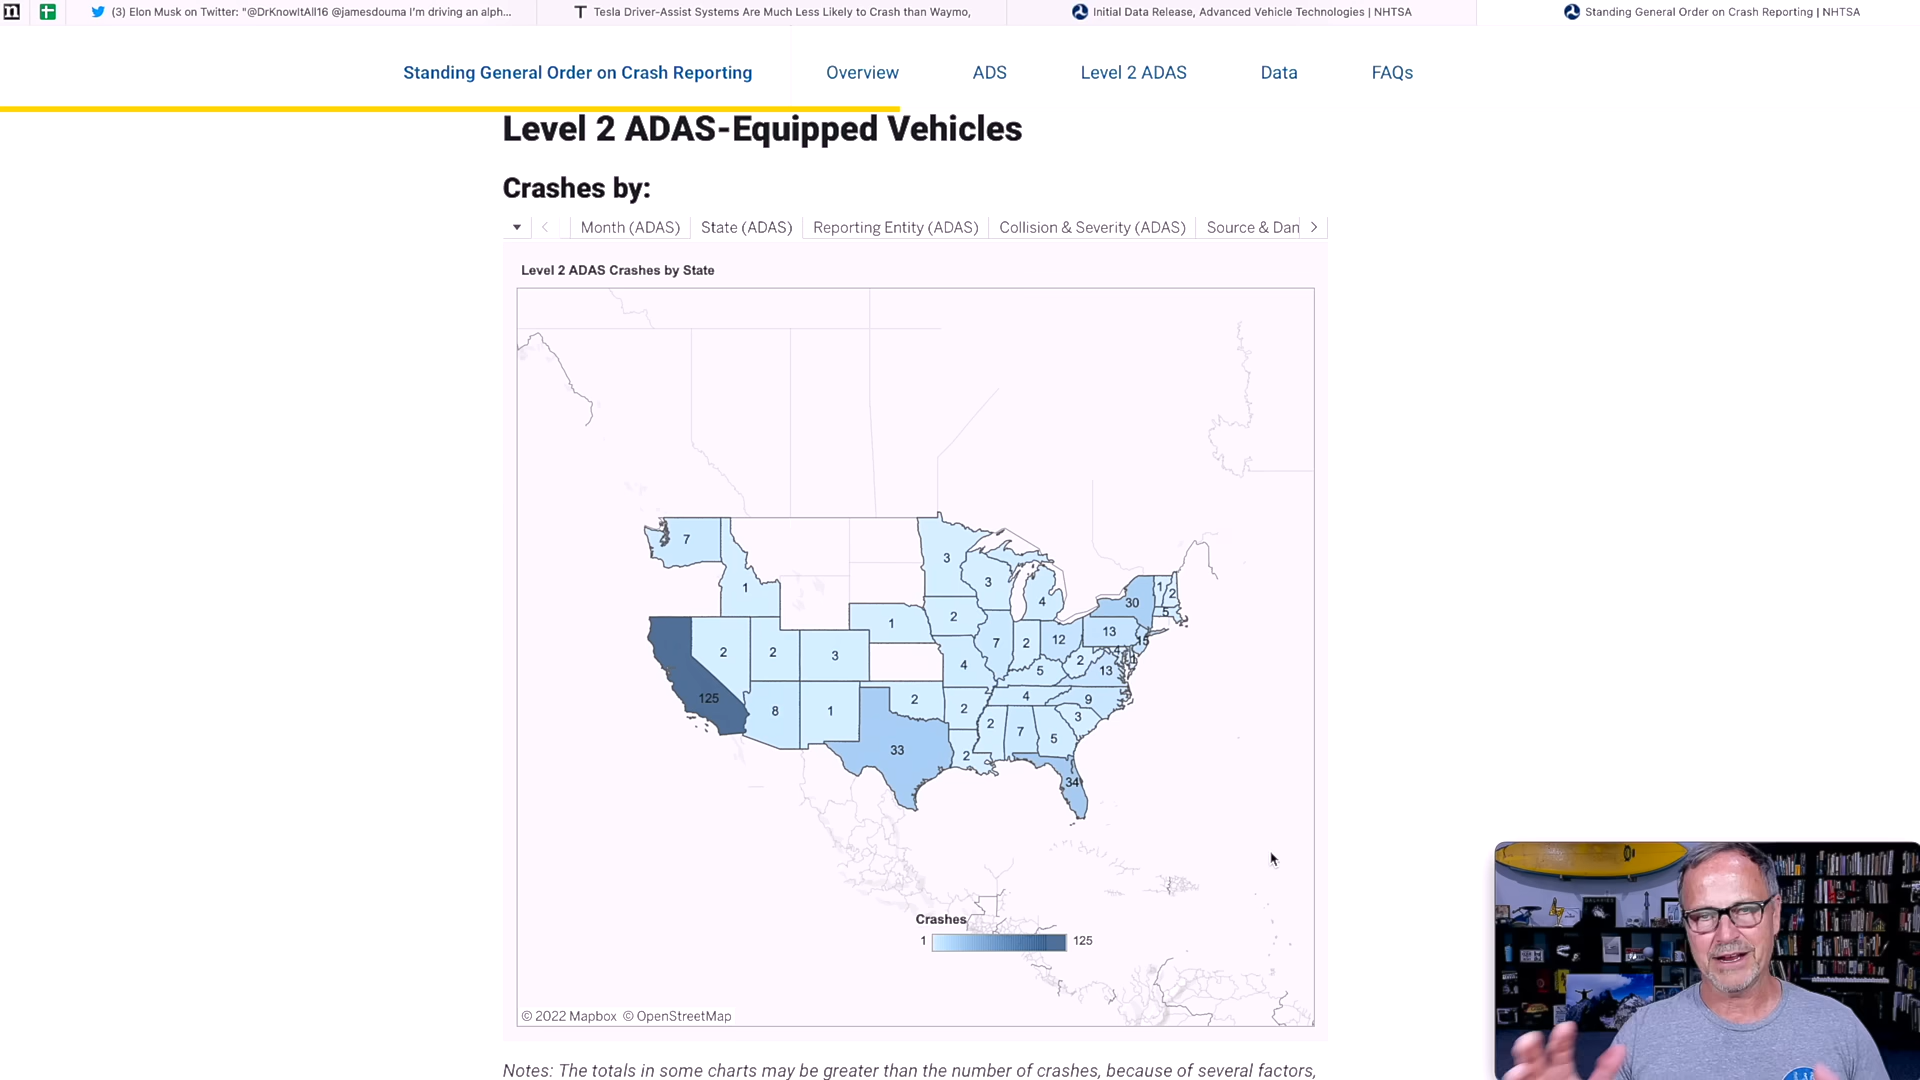 (3) Elon Musk on Twitter: "@DrKnowItAll16 @jamesdouma I'm driving an alph...
Tesla Driver-Assist Systems Are Much Less Likely to Crash than Waymo,
Initial Data Release, Advanced Vehicle Technologies | NHTSA
Standing General Order on Crash Reporting | NHTSA
Standing General Order on Crash Reporting
Overview
ADS
Level 2 ADAS
Data
FAQs
Level 2 ADAS-Equipped Vehicles
Crashes by:
Month (ADAS)
State (ADAS)
Reporting Entity (ADAS)
Collision & Severity (ADAS)
Source & Dan
Level 2 ADAS Crashes by State
7
3
3
1
4
30
1
2
5
1
2
13
15
2
2
3
7
2
12
4
2
13
4
5
125
8
1
2
2
4
9
3
33
2
7
5
2
34
Crashes
1
125
© 2022 Mapbox © OpenStreetMap
Notes: The totals in some charts may be greater than the number of crashes, because of several factors,